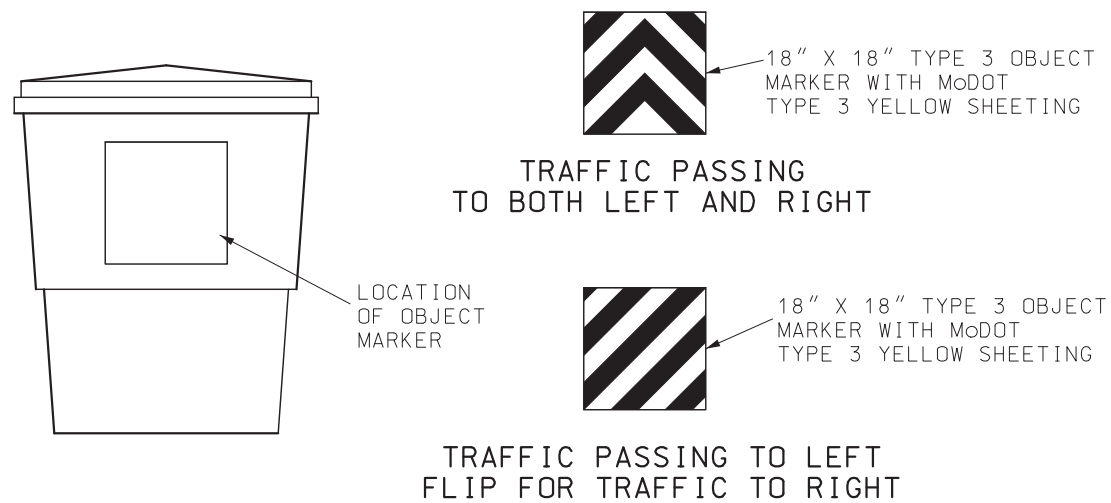 18" X 18" TYPE 3 OBJECT
MARKER WITH MoDOT
TYPE 3 YELLOW SHEETING
TRAFFIC PASSING
TO BOTH LEFT AND RIGHT
LOCATION
OF OBJECT
MARKER
18" X 18" TYPE 3 OBJECT
MARKER WITH MoDOT
TYPE 3 YELLOW SHEETING
TRAFFIC PASSING TO LEFT
FLIP FOR TRAFFIC TO RIGHT